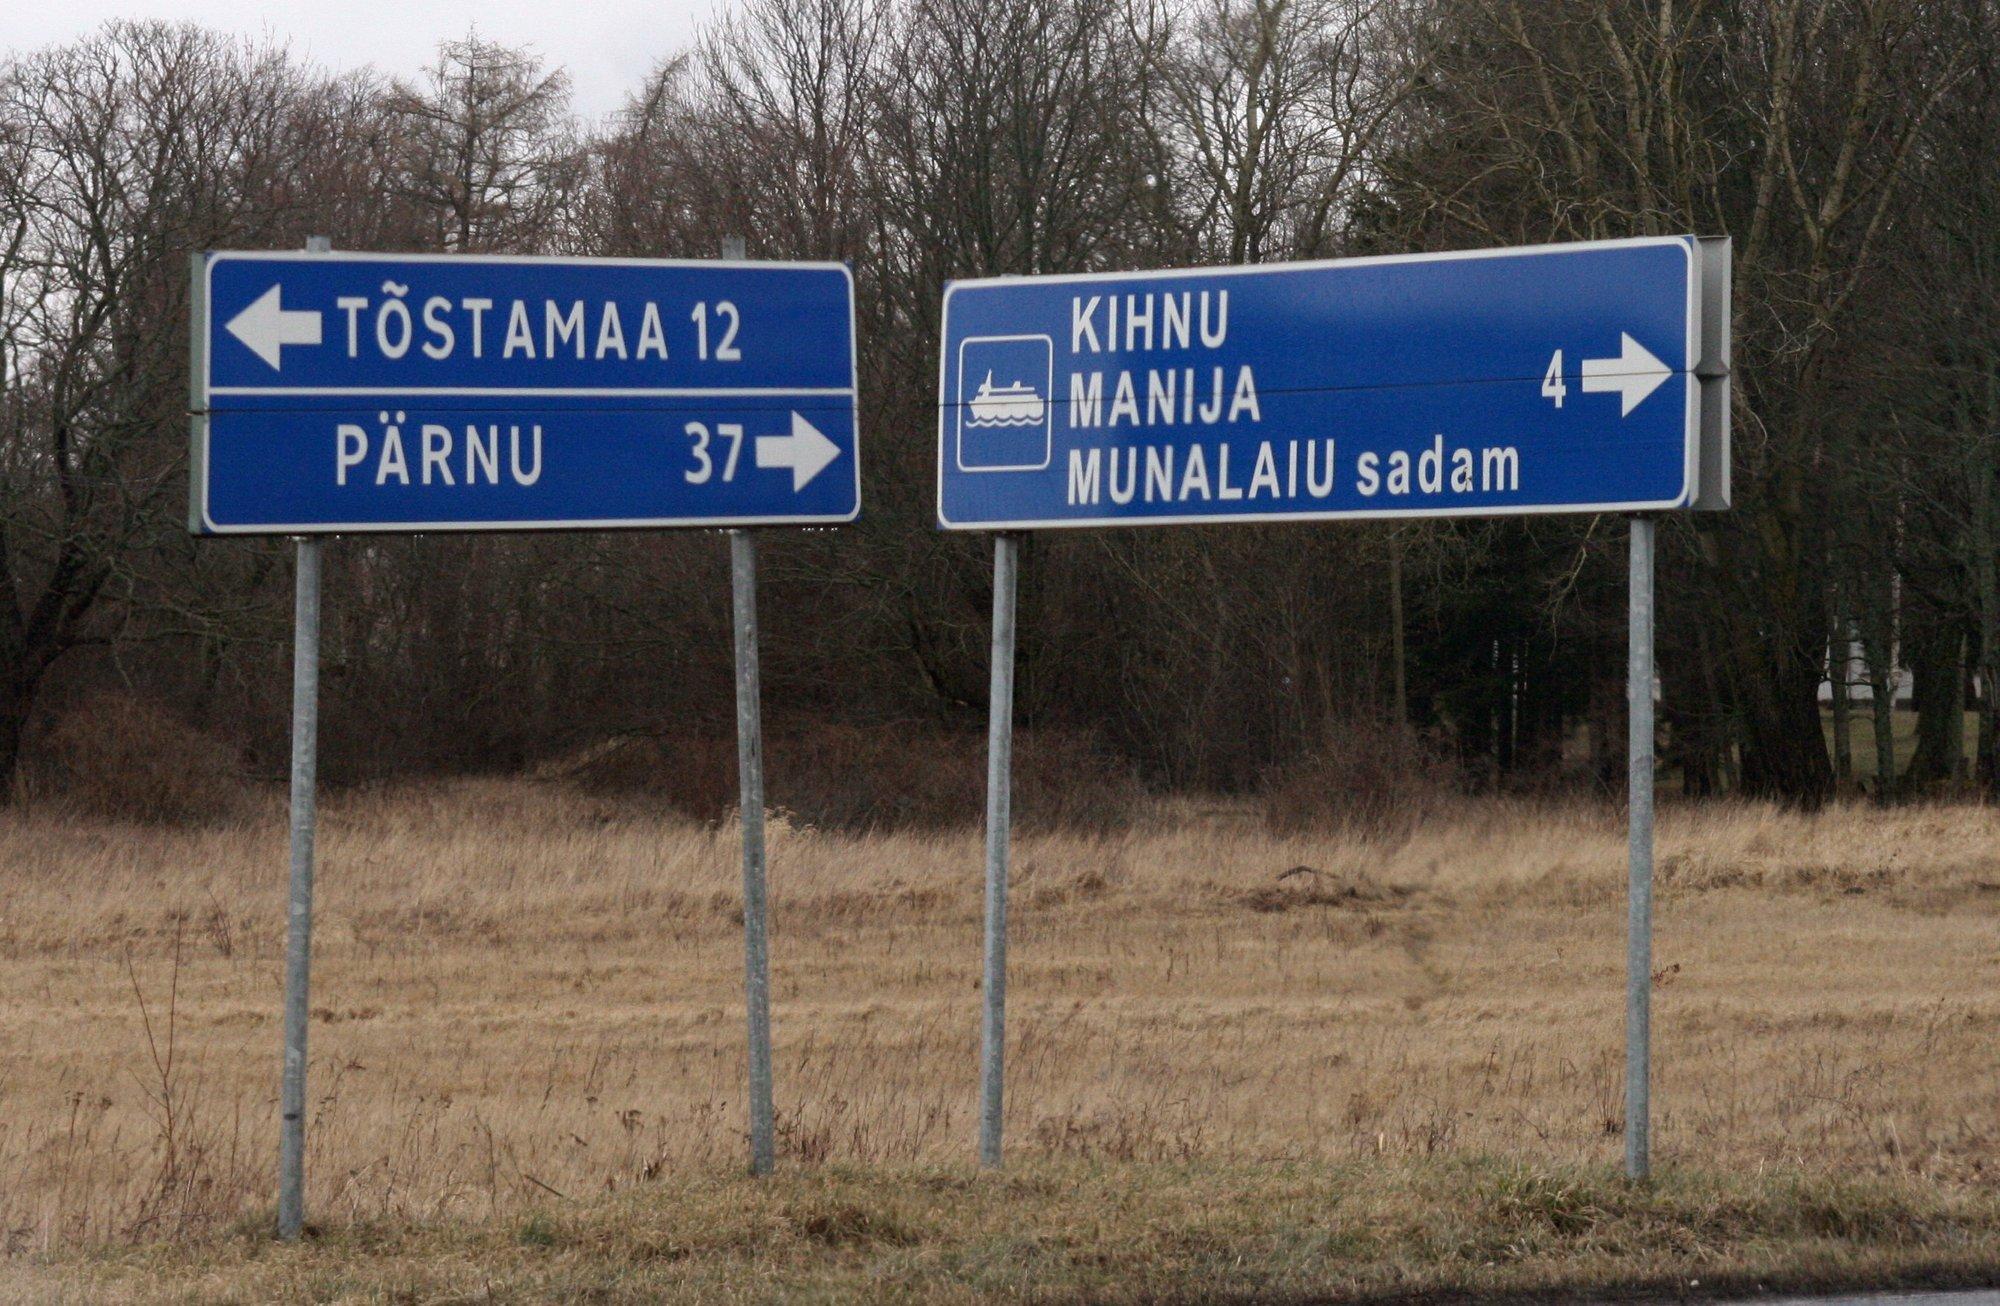 TÕSTAMAA 12
PÄRNU 37
KIHNU
MANIJA 4
MUNALAIU sadam